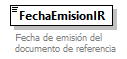 FechaEmisionIR
Fecha de emisión del
documento de referencia